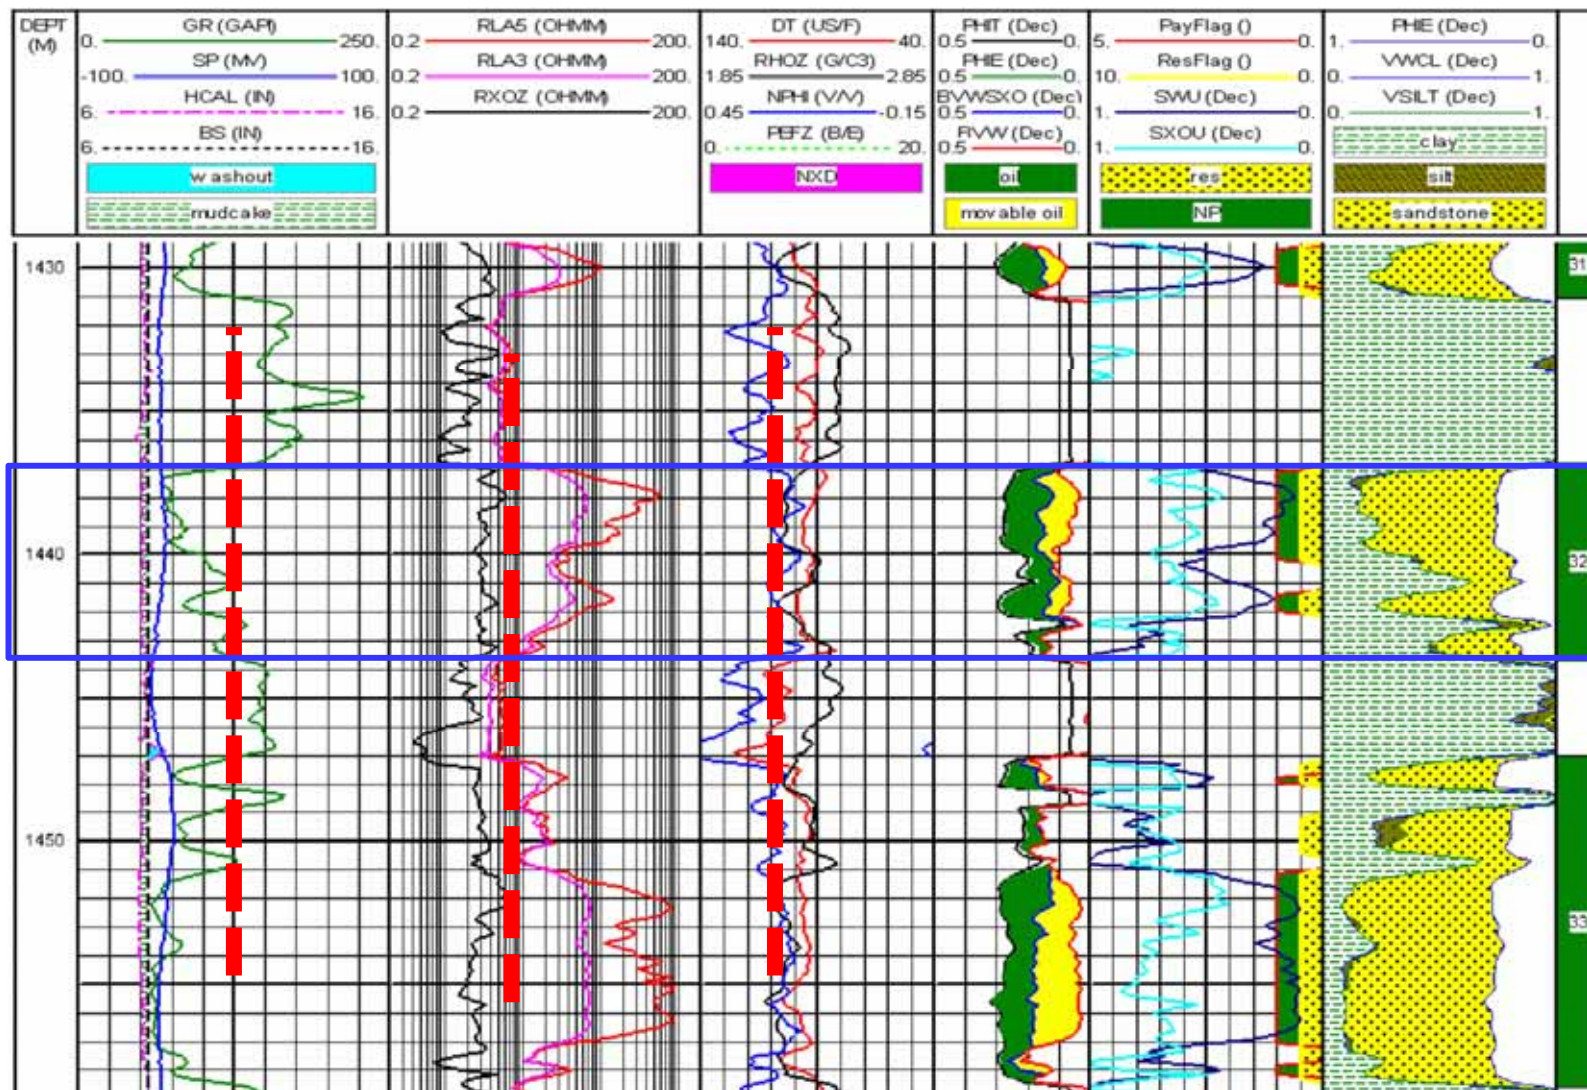 DEPT
(M)
GR (GAPI)
0. 250.
SP (MV)
-100. 100.
HCAL (IN)
6. 16.
BS (IN)
6. 16.
washout
mudcake
RLA5 (OHMM)
0.2 200.
RLA3 (OHMM)
0.2 200.
RXOZ (OHMM)
0.2 200.
DT (US/F)
140. 40.
RHOZ (G/C3)
1.85 2.85
NPHI (V/V)
0.45 -0.15
PEFZ (B/E)
0. 20.
NXD
PHIT (Dec)
0.5 0.
PHIE (Dec)
0.5 0.
BVWSXO (Dec)
0.5 0.
BVW (Dec)
0.5 0.
oil
movable oil
PayFlag ()
5. 0.
ResFlag ()
10. 0.
SWU (Dec)
1. 0.
SXOU (Dec)
1. 0.
res
NP
PHIE (Dec)
1. 0.
VWCL (Dec)
0. 1.
VSILT (Dec)
0. 1.
clay
silt
sandstone
1430
31
1440
32
1450
33